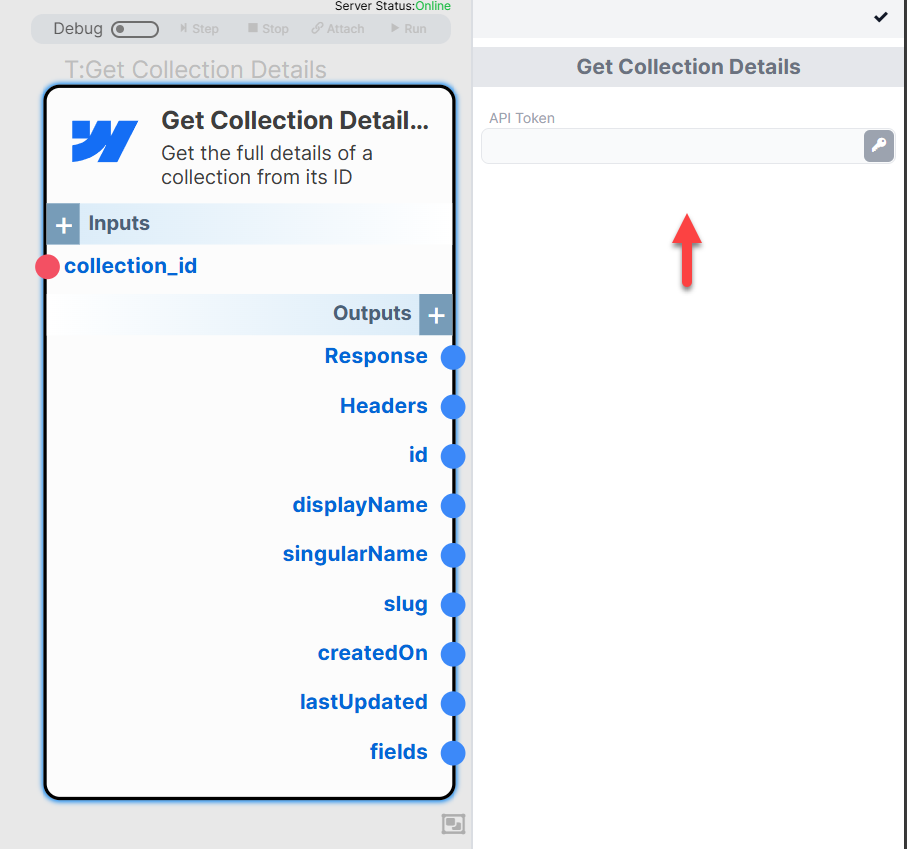 Server Status:Online
Debug Step Stop Attach Run
T:Get Collection Details
Get Collection Detail...
Get the full details of a
collection from its ID
+ Inputs
collection_id
Outputs +
Response
Headers
id
displayName
singularName
slug
createdOn
lastUpdated
fields
Get Collection Details
API Token